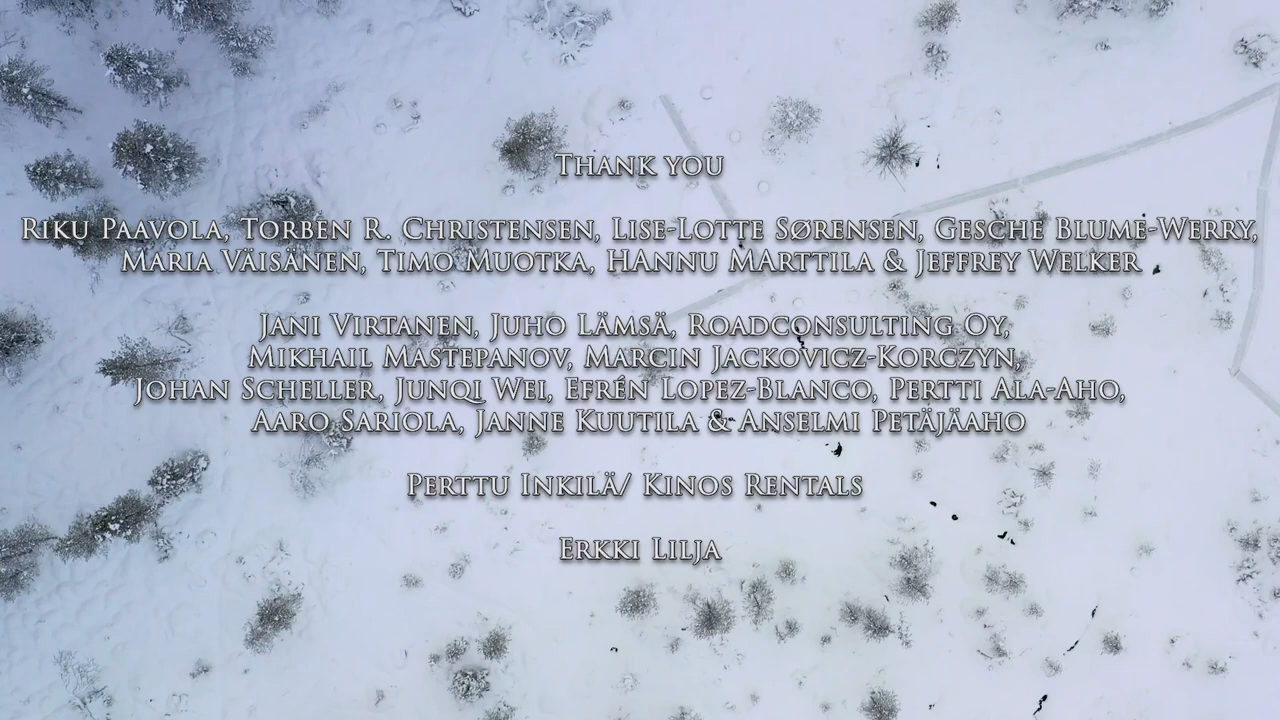 Thank you
Riku Paavola, Torben R. Christensen, Lise-Lotte Sørensen, Gesche Blume-Werry,
Maria Väisänen, Timo Muotka, HAnnu MArttila & Jeffrey Welker
Jani Virtanen, Juho Lämsä, Roadconsulting Oy,
Mikhail Mastepanov, Marcin Jackovicz-Korczyn,
Johan Scheller, Junqi Wei, Efrén Lopez-Blanco, Pertti Ala-Aho,
Aaro Sariola, Janne Kuutila & Anselmi Petäjäaho
Perttu Inkilä/ Kinos Rentals
Erkki Lilja